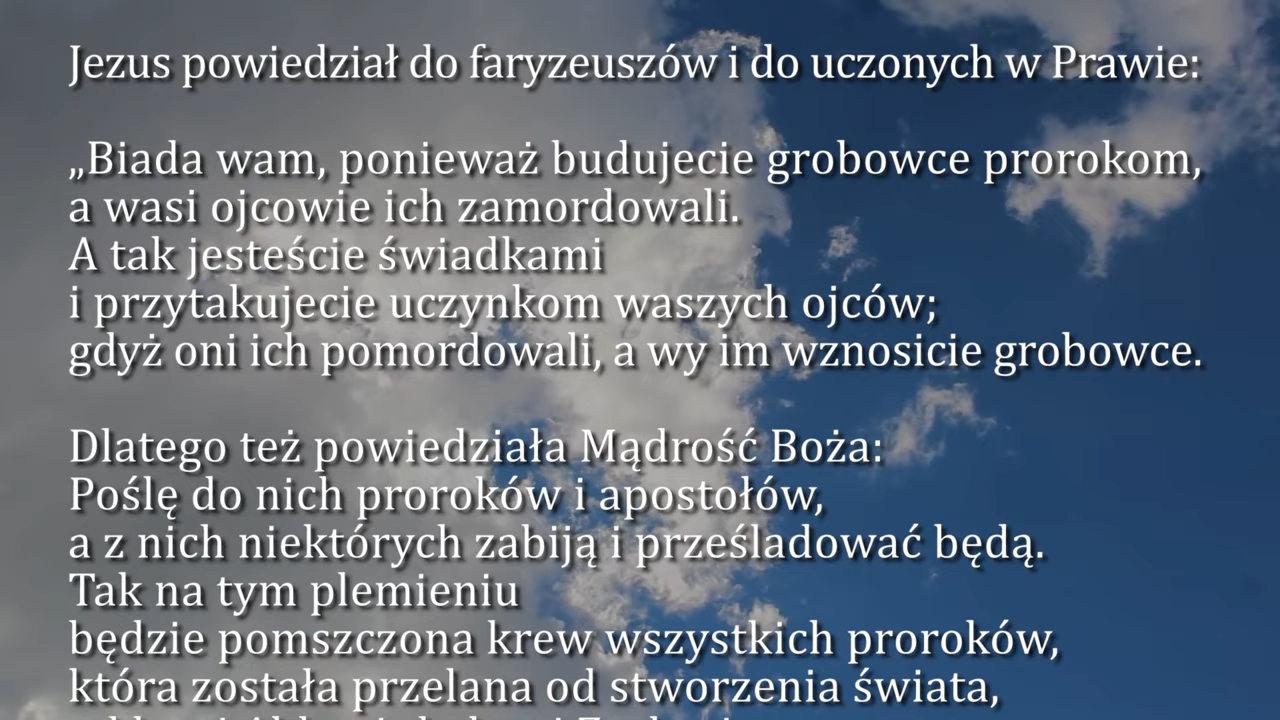 Jezus powiedział do faryzeuszów i do uczonych w Prawie:
„Biada wam, ponieważ budujecie grobowce prorokom,
a wasi ojcowie ich zamordowali.
A tak jesteście świadkami
i przytakujecie uczynkom waszych ojców;
gdyż oni ich pomordowali, a wy im wznosicie grobowce.
Dlatego też powiedziała Mądrość Boża:
Poślę do nich proroków i apostołów,
a z nich niektórych zabiją i prześladować będą.
Tak na tym plemieniu
będzie pomszczona krew wszystkich proroków,
która została przelana od stworzenia świata,